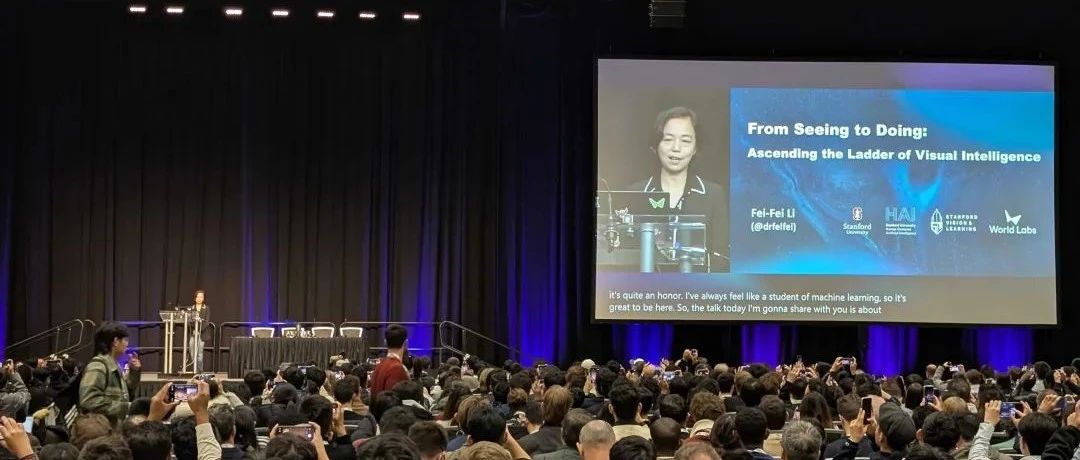 From Seeing to Doing:
Ascending the Ladder of Visual Intelligence
Fei-Fei Li
(@drfeifei)
Stanford
University
HAI
Stanford University
STANFORD
VISION &
LEARNING
World Labs
it's quite an honor. I've always feel like a student of machine learning, so it's
great to be here. So, the talk today I'm gonna share with you is about